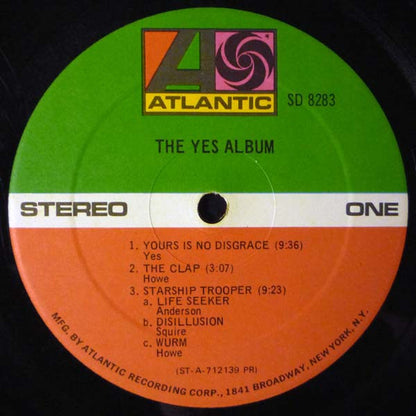 ATLANTIC
SD 8283
THE YES ALBUM
STEREO ONE
1. YOURS IS NO DISGRACE (9:36)
Yes
2. THE CLAP (3:07)
Howe
3. STARSHIP TROOPER (9:23)
a. LIFE SEEKER
Anderson
b. DISILLUSION
Squire
c. WURM
Howe
(ST-A-712139 PR)
MFG. BY ATLANTIC RECORDING CORP., 1841 BROADWAY, NEW YORK, N.Y.